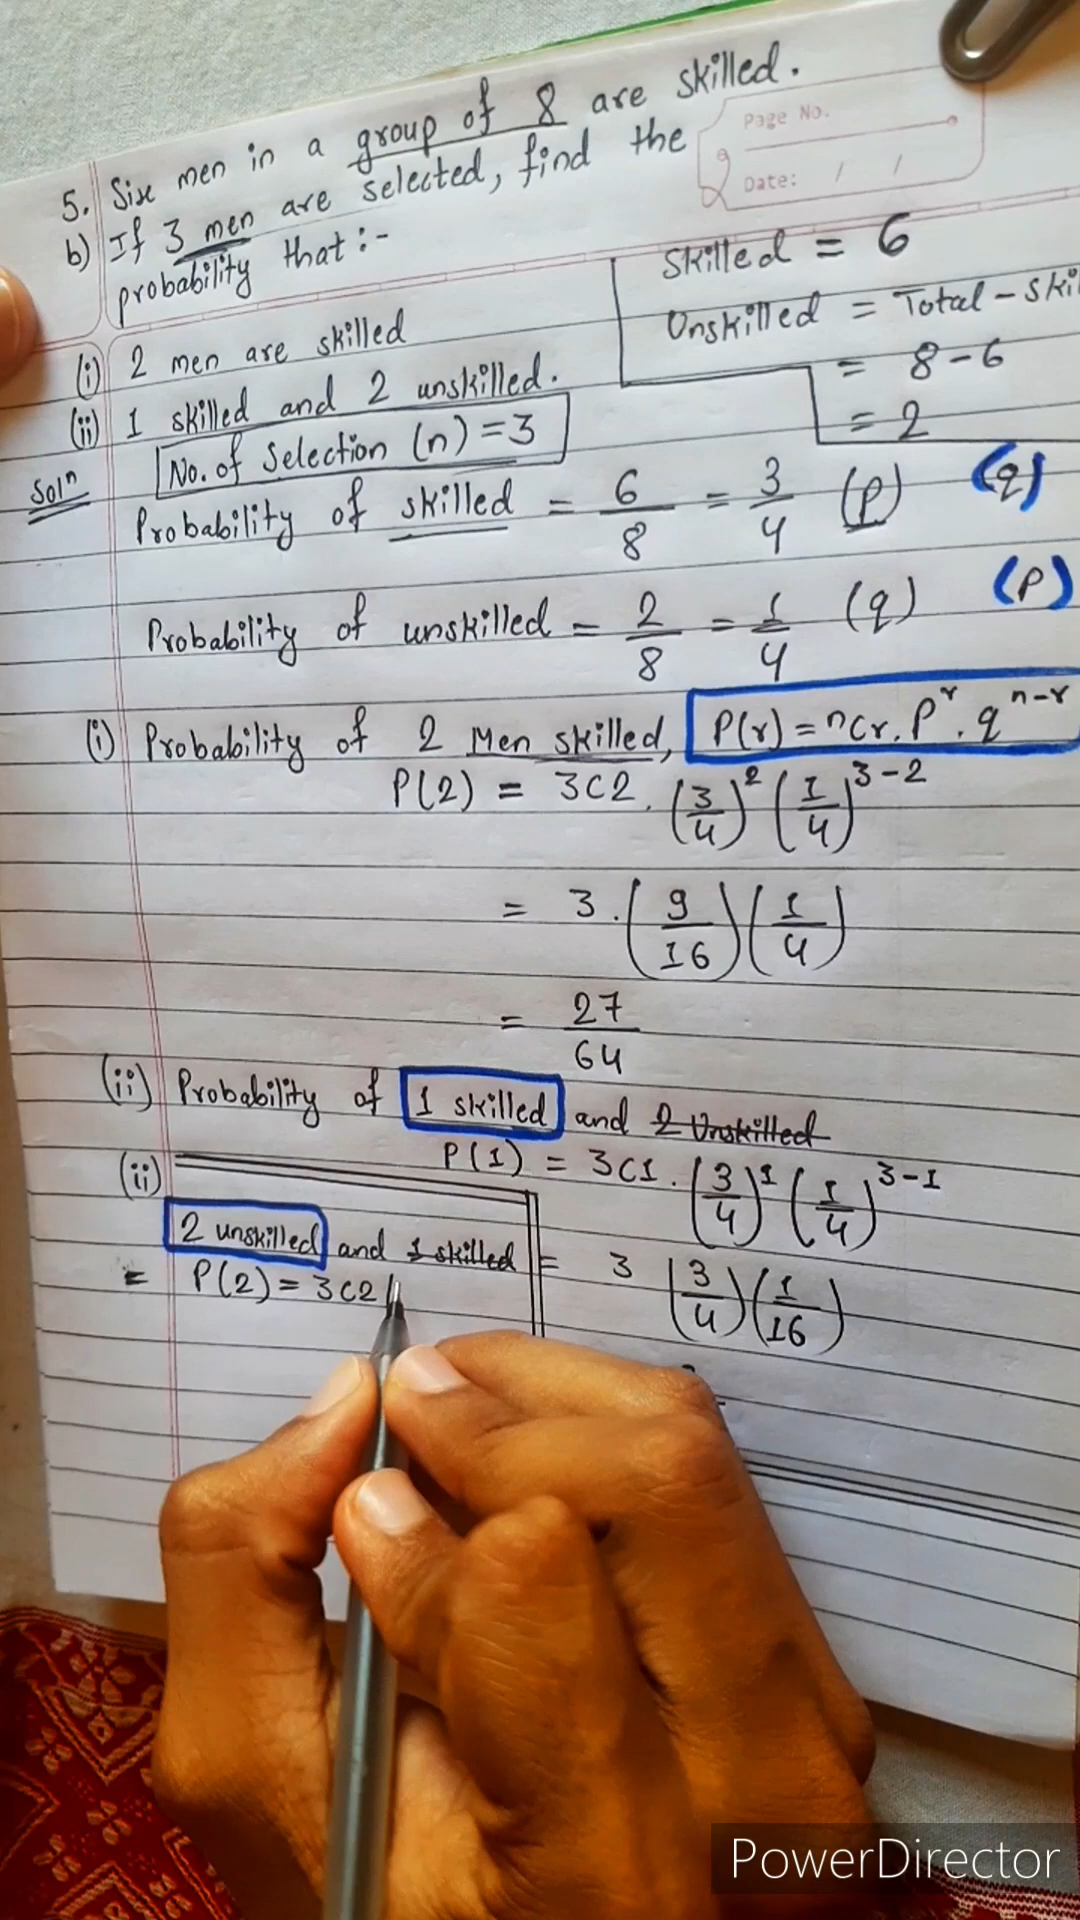 5. Six men in a group of 8 are skilled.
Page No.
Date: / /
b) If 3 men are selected, find the
probability that :-
Skilled = 6
Unskilled = Total - Ski
= 8-6
= 2
(i) 2 men are skilled
(ii) 1 skilled and 2 unskilled.
No. of Selection (n) = 3
Solⁿ
Probability of skilled = 6/8 = 3/4 (p) (q)
Probability of unskilled = 2/8 = 1/4 (q) (P)
(i) Probability of 2 Men skilled, P(r) = ⁿCr. P^r . q^(n-r)
P(2) = 3C2. (3/4)^2 (1/4)^(3-2)
= 3. (9/16) (1/4)
= 27/64
(ii) Probability of 1 skilled and 2 Unskilled
P(1) = 3C1. (3/4)^1 (1/4)^(3-1)
= 3 (3/4) (1/16)
(ii)
2 unskilled and 1 skilled
= P(2) = 3C2
PowerDirector